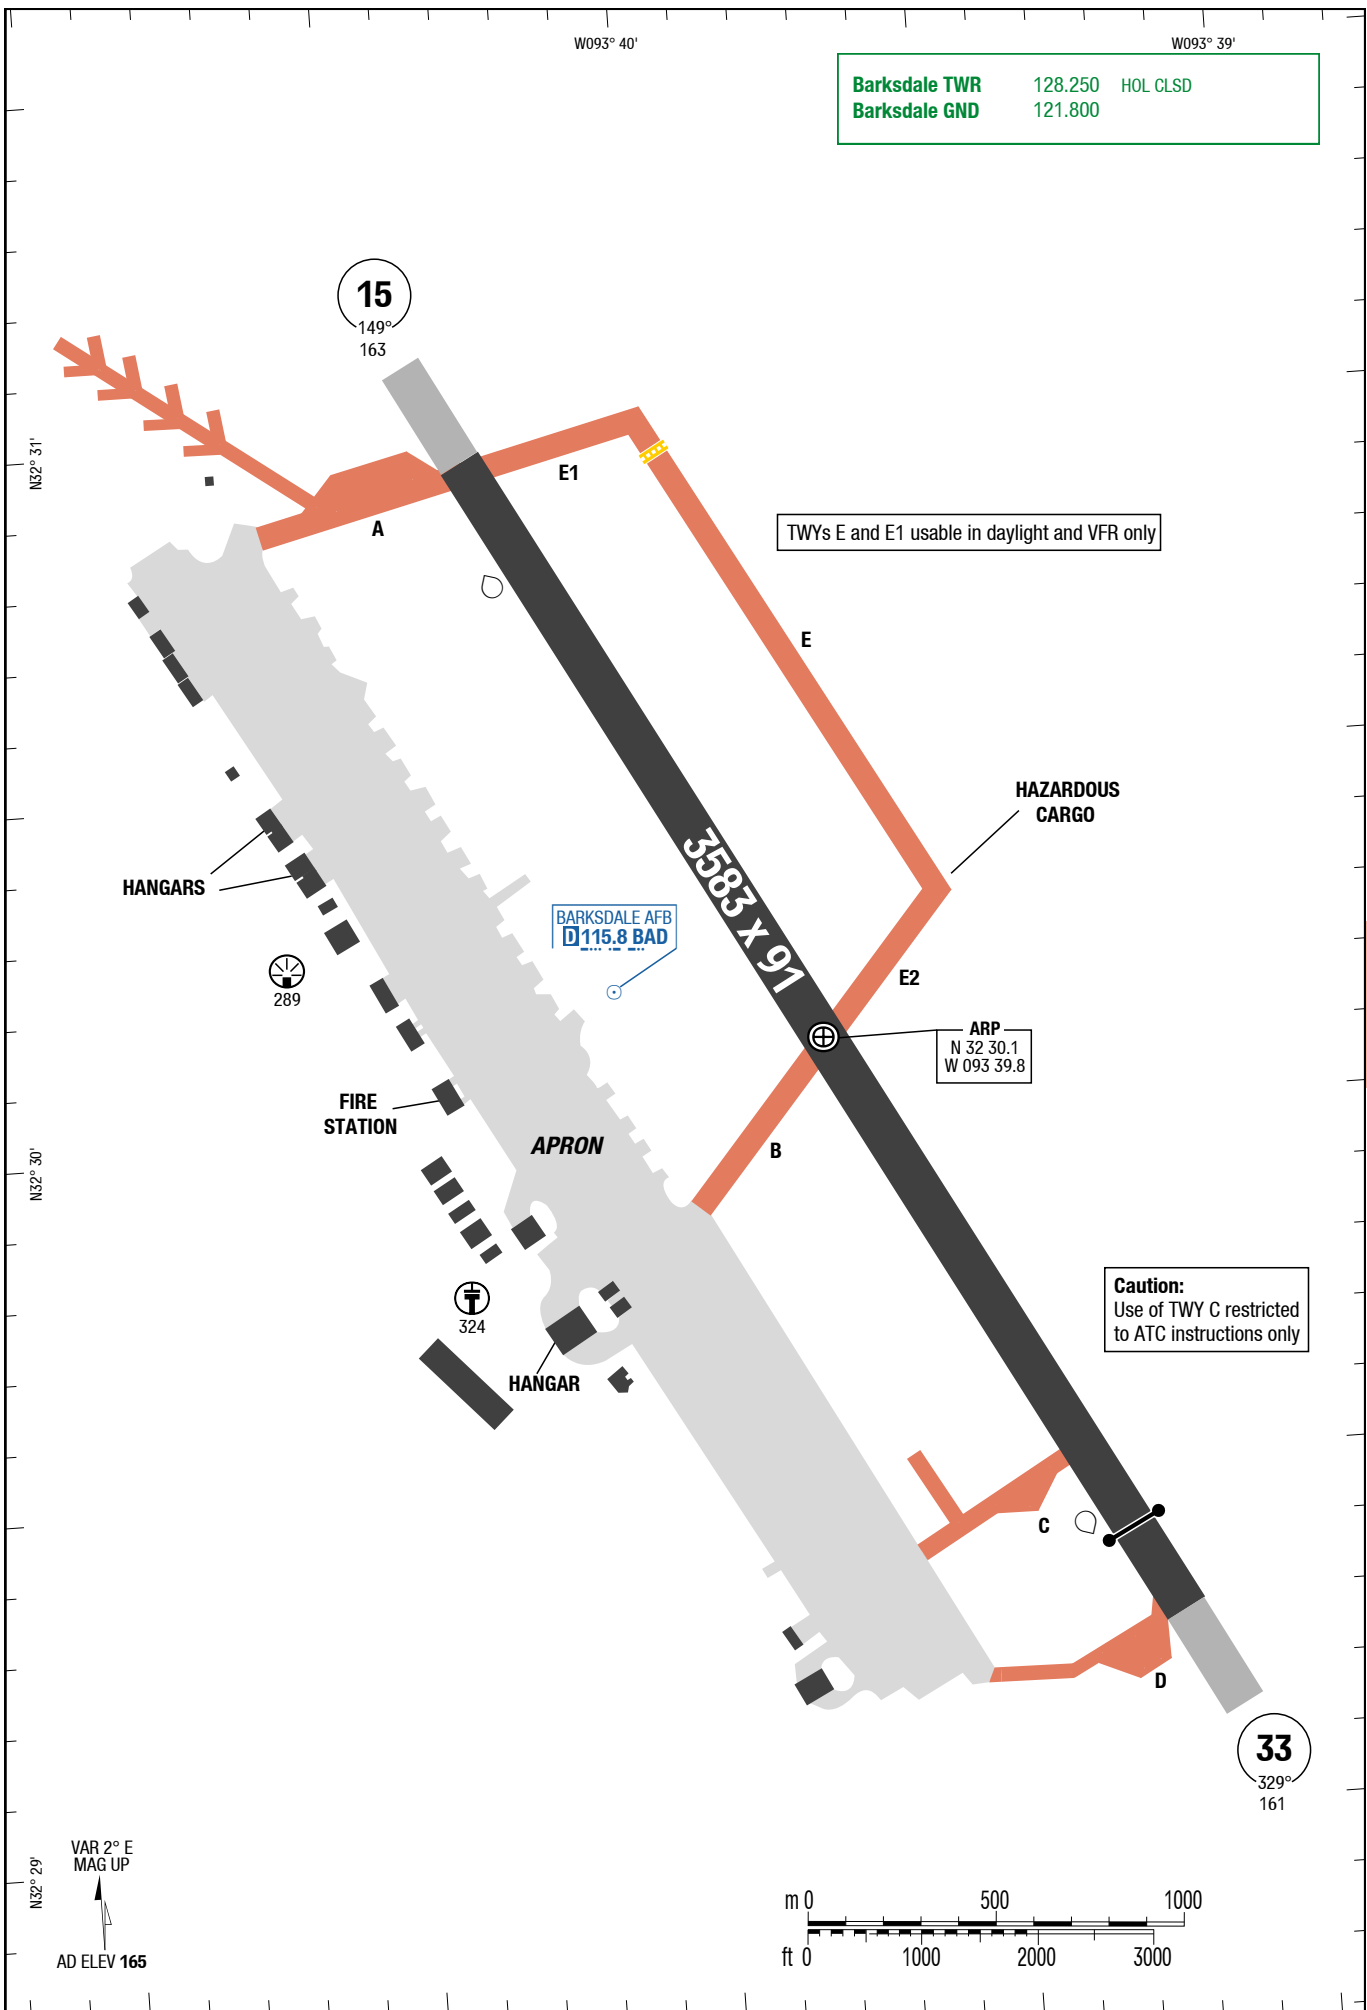 W093° 40'
W093° 39'
Barksdale TWR 128.250 HOL CLSD
Barksdale GND 121.800
15
149°
163
N32° 31'
E1
A
TWYs E and E1 usable in daylight and VFR only
E
HAZARDOUS
CARGO
3583 x 91
HANGARS
BARKSDALE AFB
D 115.8 BAD
289
E2
ARP
N 32 30.1
W 093 39.8
FIRE
STATION
APRON
B
N32° 30'
Caution:
Use of TWY C restricted
to ATC instructions only
324
HANGAR
C
D
33
329°
161
VAR 2° E
MAG UP
N32° 29'
AD ELEV 165
m 0 500 1000
ft 0 1000 2000 3000